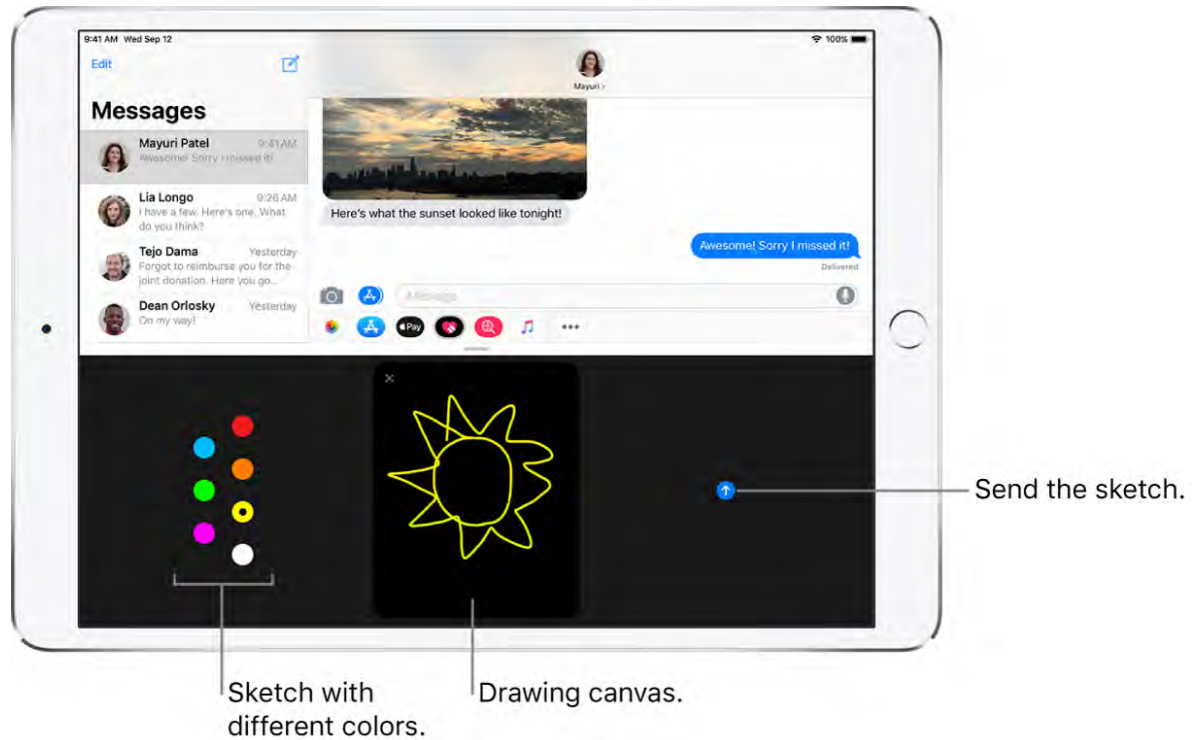 9:41 AM Wed Sep 12
100%
Edit
Messages
Mayuri Patel 9:41 AM
Awesome! Sorry I missed it!
Lia Longo 9:26 AM
I have a few. Here's one. What
do you think?
Tejo Dama Yesterday
Forgot to reimburse you for the
joint donation. Here you go...
Dean Orlosky Yesterday
On my way!
Mayuri >
Here's what the sunset looked like tonight!
Awesome! Sorry I missed it!
Delivered
iMessage
Pay
Send the sketch.
Sketch with
different colors.
Drawing canvas.